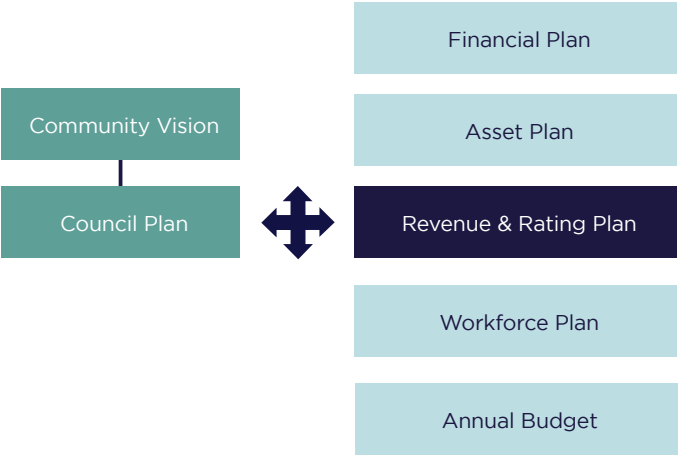 Community Vision
Council Plan
Financial Plan
Asset Plan
Revenue & Rating Plan
Workforce Plan
Annual Budget